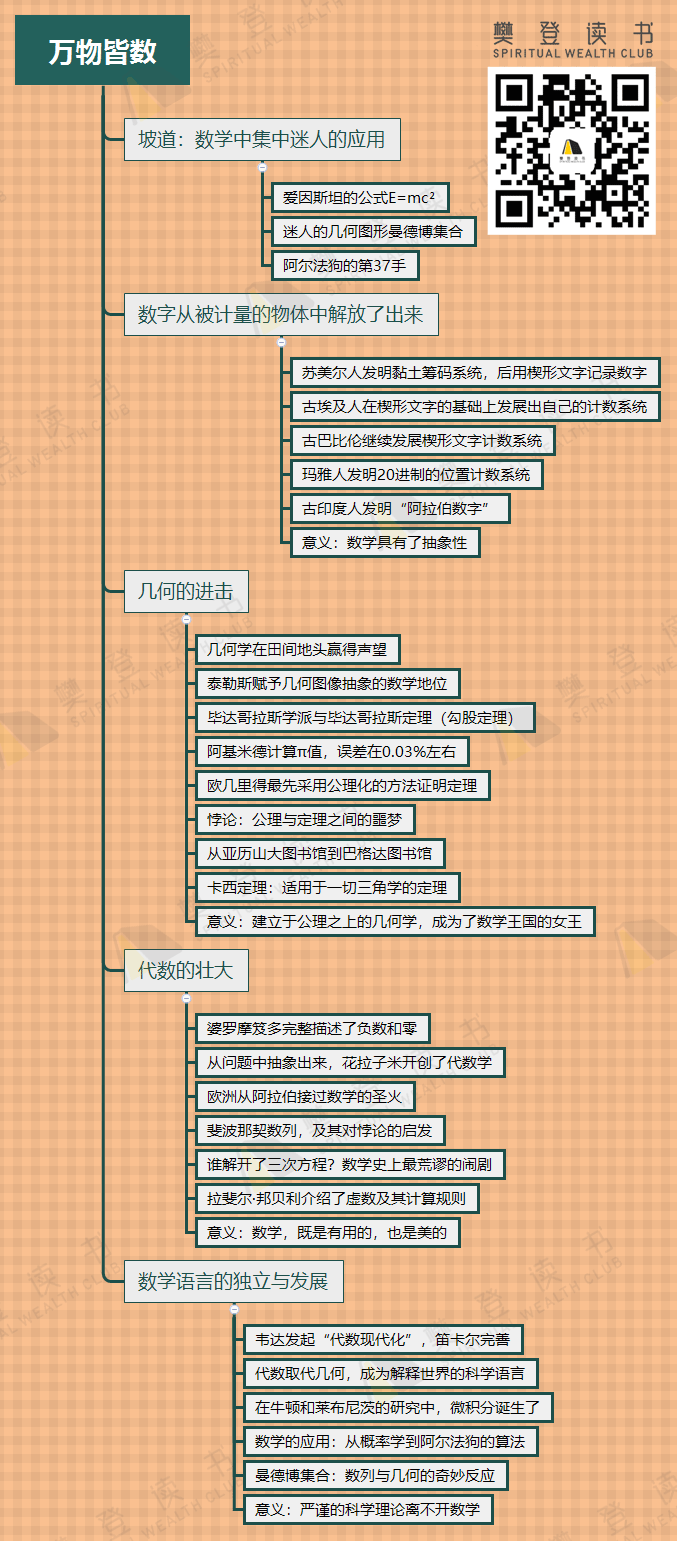 万物皆数
樊登读书
SPIRITUAL WEALTH CLUB
坡道：数学中集中迷人的应用
爱因斯坦的公式E=mc²
迷人的几何图形曼德博集合
阿尔法狗的第37手
数字从被计量的物体中解放了出来
苏美尔人发明黏土筹码系统，后用楔形文字记录数字
古埃及人在楔形文字的基础上发展出自己的计数系统
古巴比伦继续发展楔形文字计数系统
玛雅人发明20进制的位置计数系统
古印度人发明“阿拉伯数字”
意义：数学具有了抽象性
几何的进击
几何学在田间地头赢得声望
泰勒斯赋予几何图像抽象的数学地位
毕达哥拉斯学派与毕达哥拉斯定理（勾股定理）
阿基米德计算π值，误差在0.03%左右
欧几里得最先采用公理化的方法证明定理
悖论：公理与定理之间的噩梦
从亚历山大图书馆到巴格达图书馆
卡西定理：适用于一切三角学的定理
意义：建立于公理之上的几何学，成为了数学王国的女王
代数的壮大
婆罗摩笈多完整描述了负数和零
从问题中抽象出来，花拉子米开创了代数学
欧洲从阿拉伯接过数学的圣火
斐波那契数列，及其对悖论的启发
谁解开了三次方程？数学史上最荒谬的闹剧
拉斐尔·邦贝利介绍了虚数及其计算规则
意义：数学，既是有用的，也是美的
数学语言的独立与发展
韦达发起“代数现代化”，笛卡尔完善
代数取代几何，成为解释世界的科学语言
在牛顿和莱布尼茨的研究中，微积分诞生了
数学的应用：从概率学到阿尔法狗的算法
曼德博集合：数列与几何的奇妙反应
意义：严谨的科学理论离不开数学